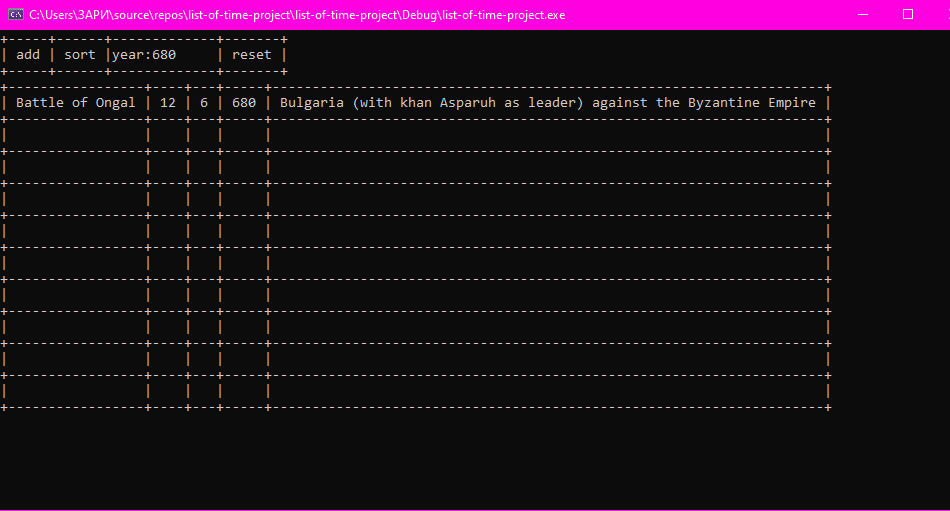 C:\Users\ЗАРИ\source\repos\list-of-time-project\list-of-time-project\Debug\list-of-time-project.exe
add | sort |year:680 | reset
Battle of Ongal | 12 | 6 | 680 | Bulgaria (with khan Asparuh as leader) against the Byzantine Empire